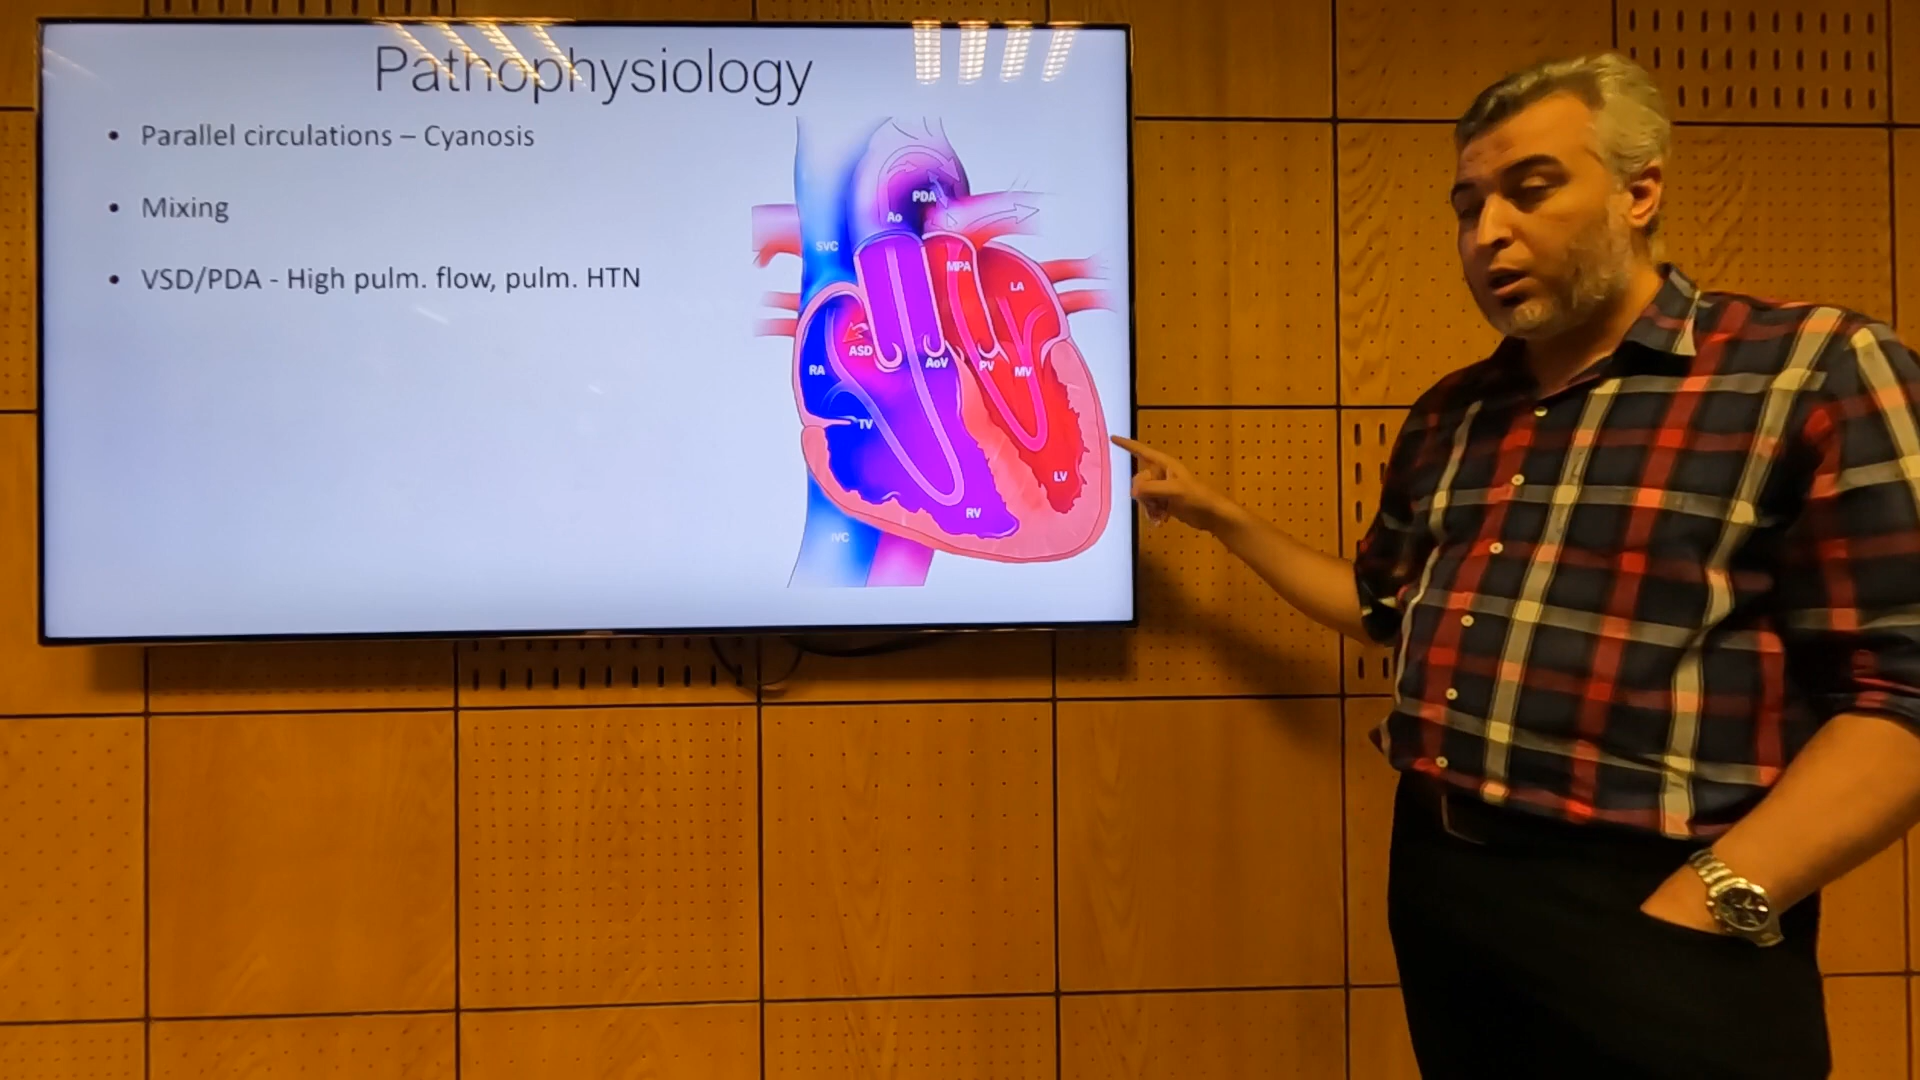 Pathophysiology
• Parallel circulations – Cyanosis
• Mixing
• VSD/PDA - High pulm. flow, pulm. HTN
PDA
Ao
SVC
MPA
LA
ASD
AoV
PV
MV
RA
TV
LV
RV
IVC